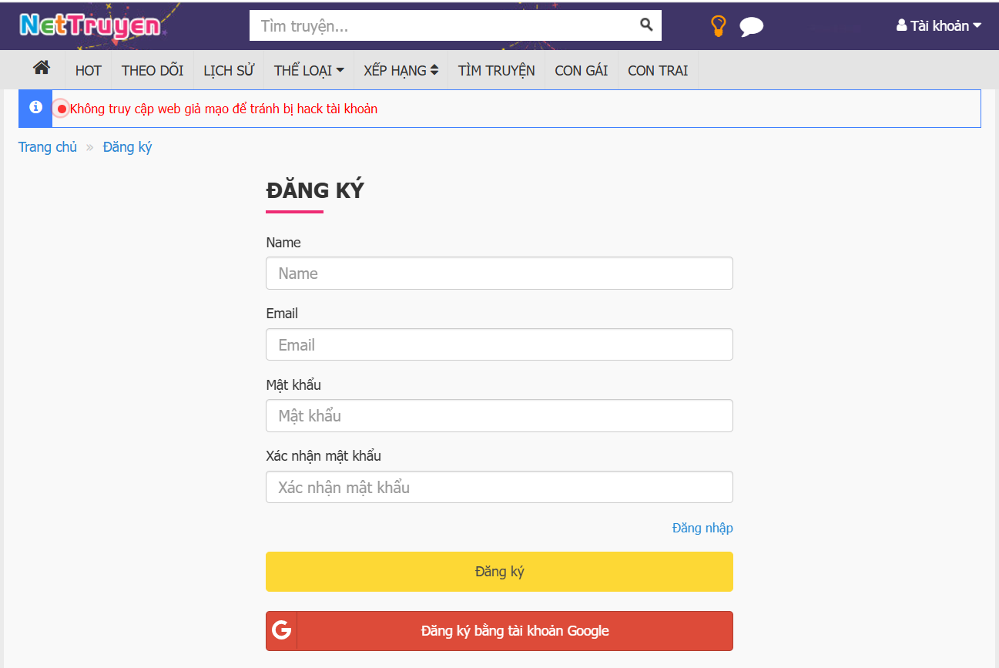 NetTruyen
Tìm truyện...
Tài khoản
HOT THEO DÕI LỊCH SỬ THỂ LOẠI XẾP HẠNG TÌM TRUYỆN CON GÁI CON TRAI
Không truy cập web giả mạo để tránh bị hack tài khoản
Trang chủ » Đăng ký
ĐĂNG KÝ
Name
Name
Email
Email
Mật khẩu
Mật khẩu
Xác nhận mật khẩu
Xác nhận mật khẩu
Đăng nhập
Đăng ký
G Đăng ký bằng tài khoản Google